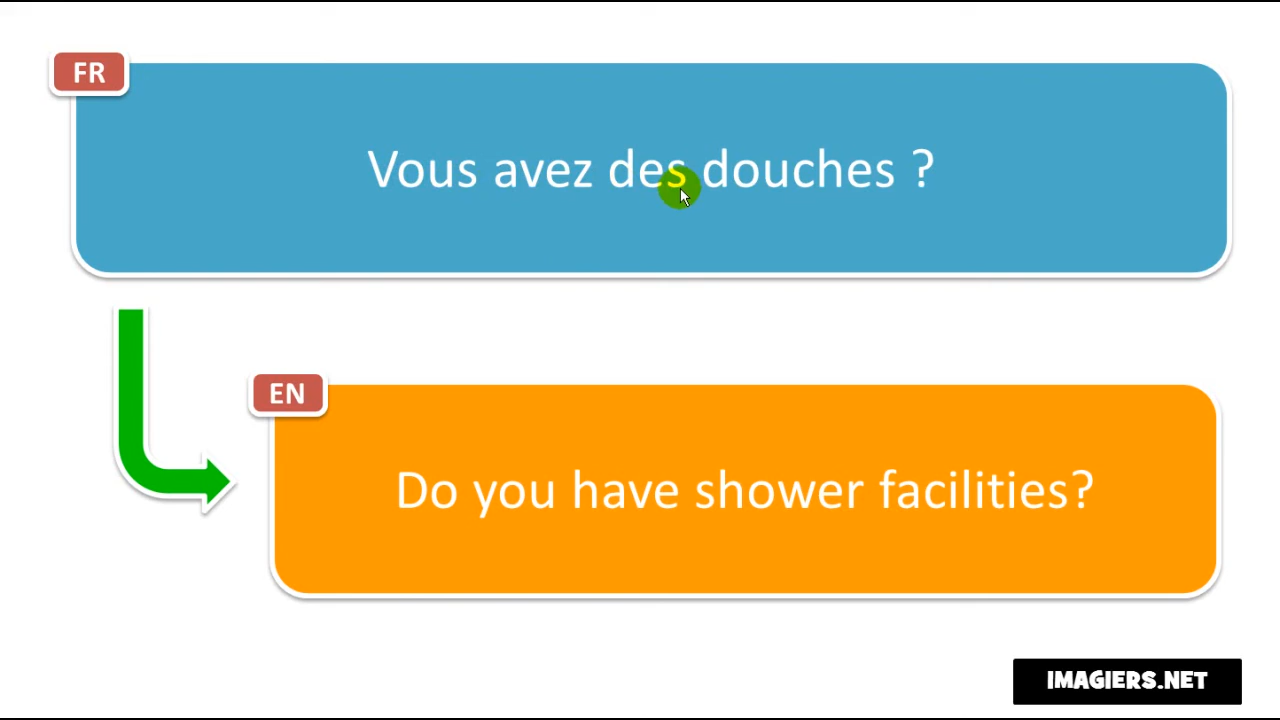 FR
Vous avez des douches ?
EN
Do you have shower facilities?
IMAGIERS.NET